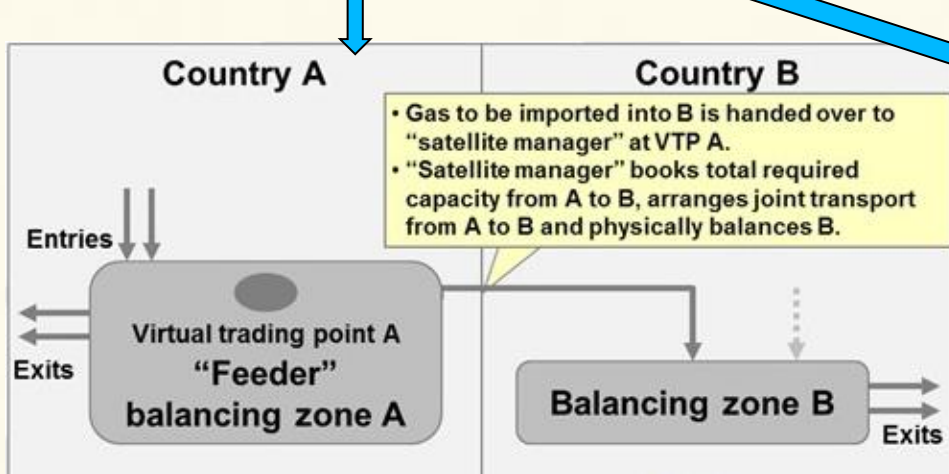 Country A
Country B
• Gas to be imported into B is handed over to
“satellite manager” at VTP A.
• “Satellite manager” books total required
capacity from A to B, arranges joint transport
from A to B and physically balances B.
Entries
Exits
Virtual trading point A
“Feeder”
balancing zone A
Balancing zone B
Exits